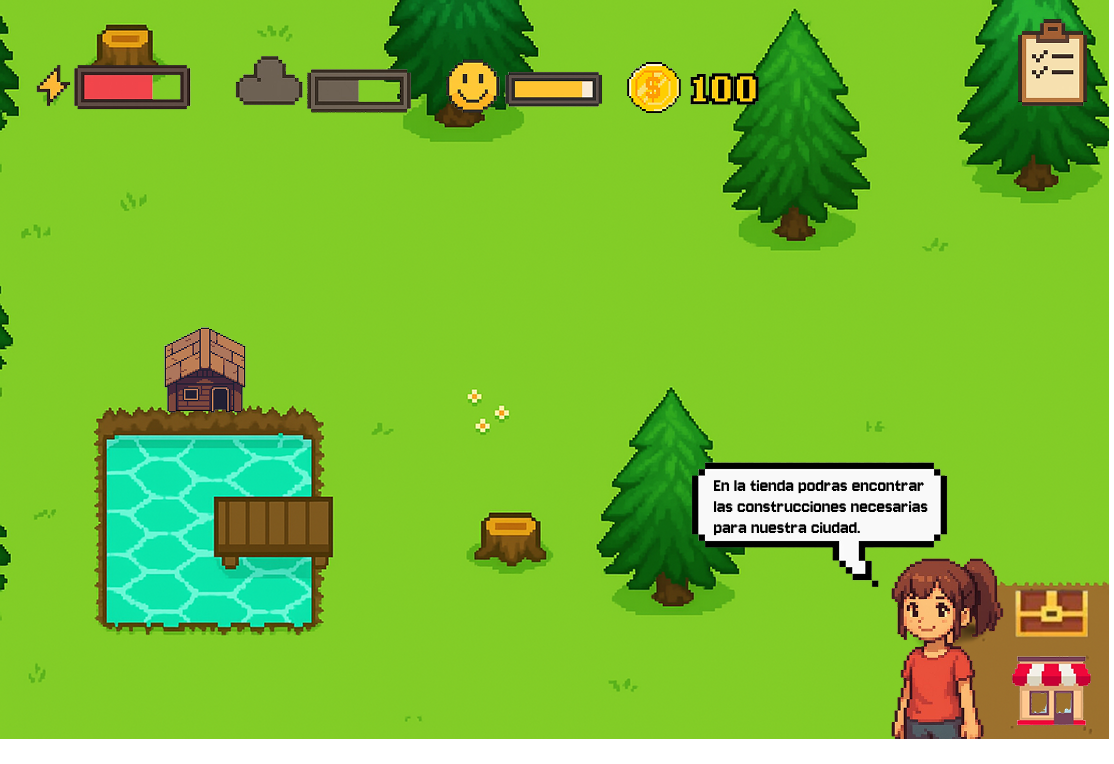 100
En la tienda podras encontrar
las construcciones necesarias
para nuestra ciudad.